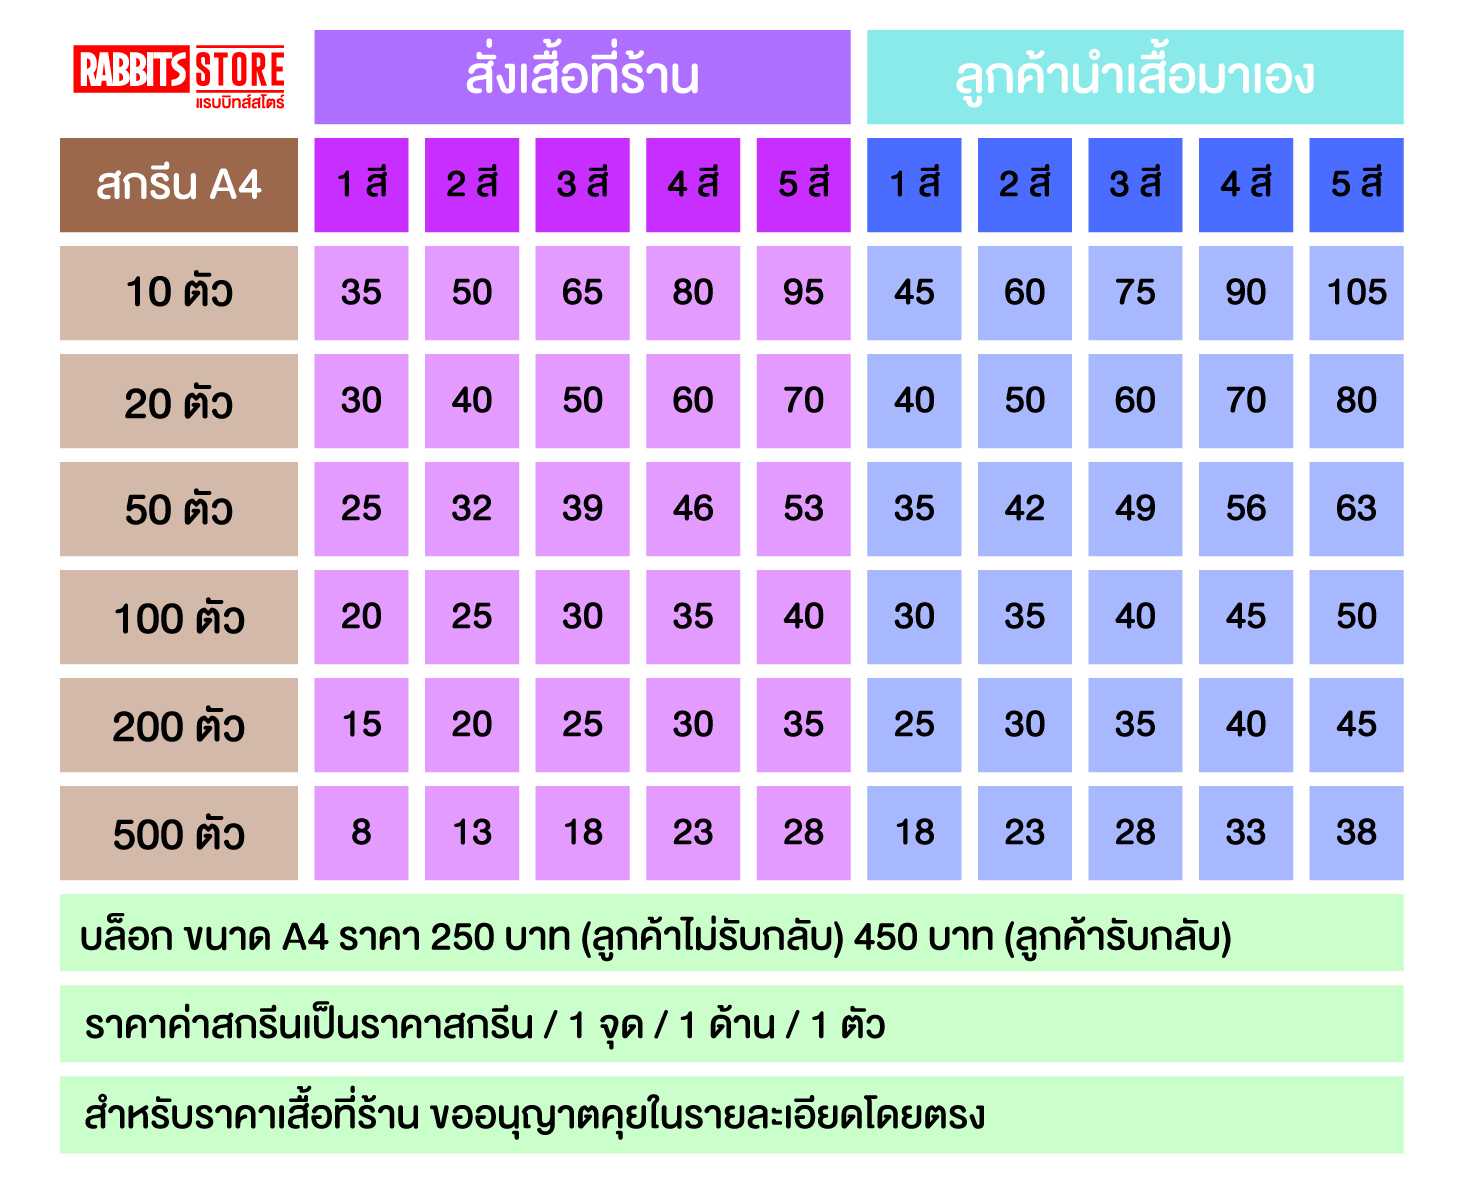 RABBITS STORE
แรบบิทส์สโตร์
สั่งเสื้อที่ร้าน ลูกค้านำเสื้อมาเอง
สกรีน A4 1 สี 2 สี 3 สี 4 สี 5 สี 1 สี 2 สี 3 สี 4 สี 5 สี
10 ตัว 35 50 65 80 95 45 60 75 90 105
20 ตัว 30 40 50 60 70 40 50 60 70 80
50 ตัว 25 32 39 46 53 35 42 49 56 63
100 ตัว 20 25 30 35 40 30 35 40 45 50
200 ตัว 15 20 25 30 35 25 30 35 40 45
500 ตัว 8 13 18 23 28 18 23 28 33 38
บล็อก ขนาด A4 ราคา 250 บาท (ลูกค้าไม่รับกลับ) 450 บาท (ลูกค้ารับกลับ)
ราคาค่าสกรีนเป็นราคาสกรีน / 1 จุด / 1 ด้าน / 1 ตัว
สำหรับราคาเสื้อที่ร้าน ขออนุญาตคุยในรายละเอียดโดยตรง